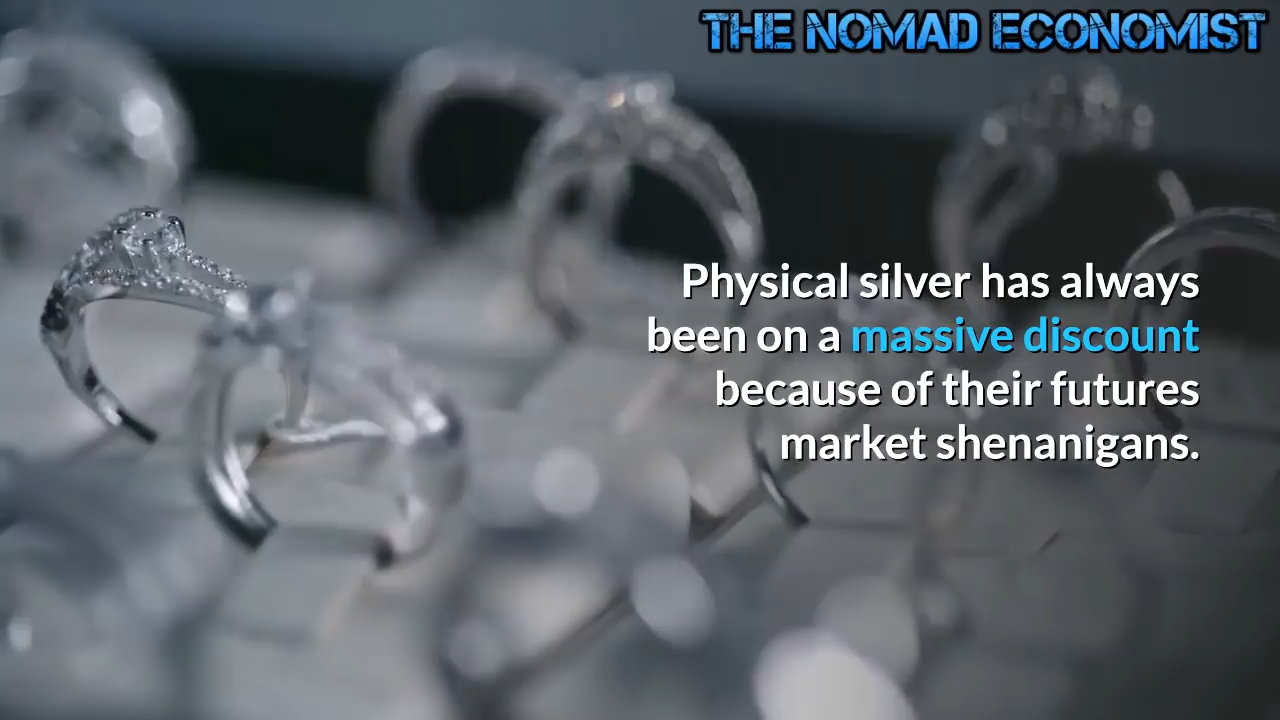 THE NOMAD ECONOMIST
Physical silver has always
been on a massive discount
because of their futures
market shenanigans.